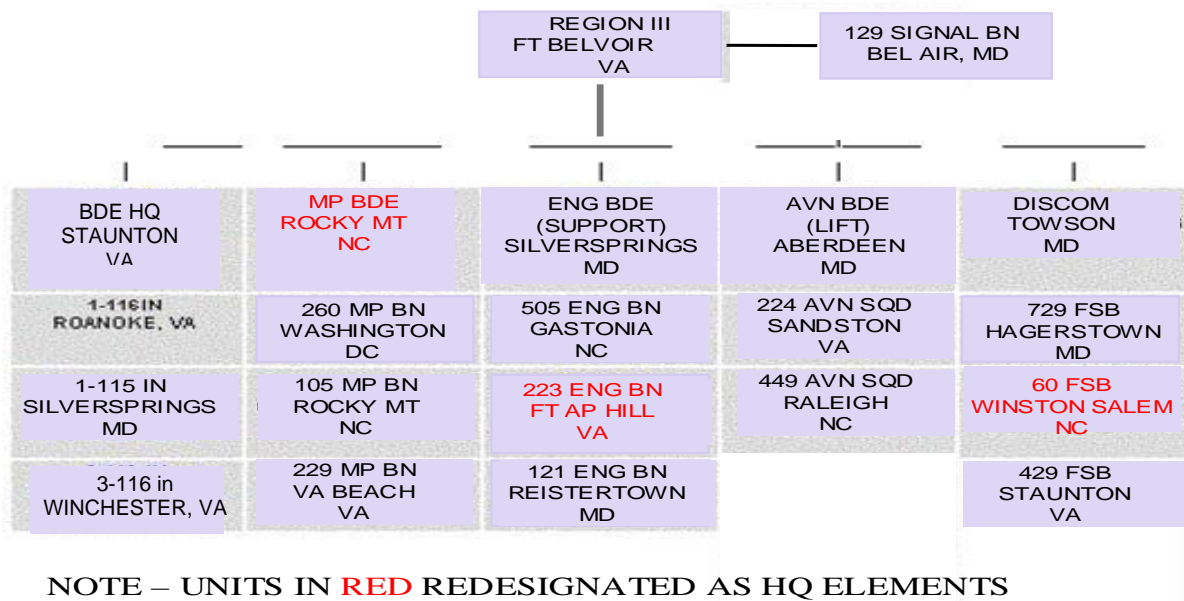 REGION III
FT BELVOIR
VA
129 SIGNAL BN
BEL AIR, MD
BDE HQ
STAUNTON
VA
MP BDE
ROCKY MT
NC
ENG BDE
(SUPPORT)
SILVERSPRINGS
MD
AVN BDE
(LIFT)
ABERDEEN
MD
DISCOM
TOWSON
MD
1-116IN
ROANOKE, VA
260 MP BN
WASHINGTON
DC
505 ENG BN
GASTONIA
NC
224 AVN SQD
SANDSTON
VA
729 FSB
HAGERSTOWN
MD
1-115 IN
SILVERSPRINGS
MD
105 MP BN
ROCKY MT
NC
223 ENG BN
FT AP HILL
VA
449 AVN SQD
RALEIGH
NC
60 FSB
WINSTON SALEM
NC
3-116 in
WINCHESTER, VA
229 MP BN
VA BEACH
VA
121 ENG BN
REISTERTOWN
MD
429 FSB
STAUNTON
VA
NOTE – UNITS IN RED REDESIGNATED AS HQ ELEMENTS